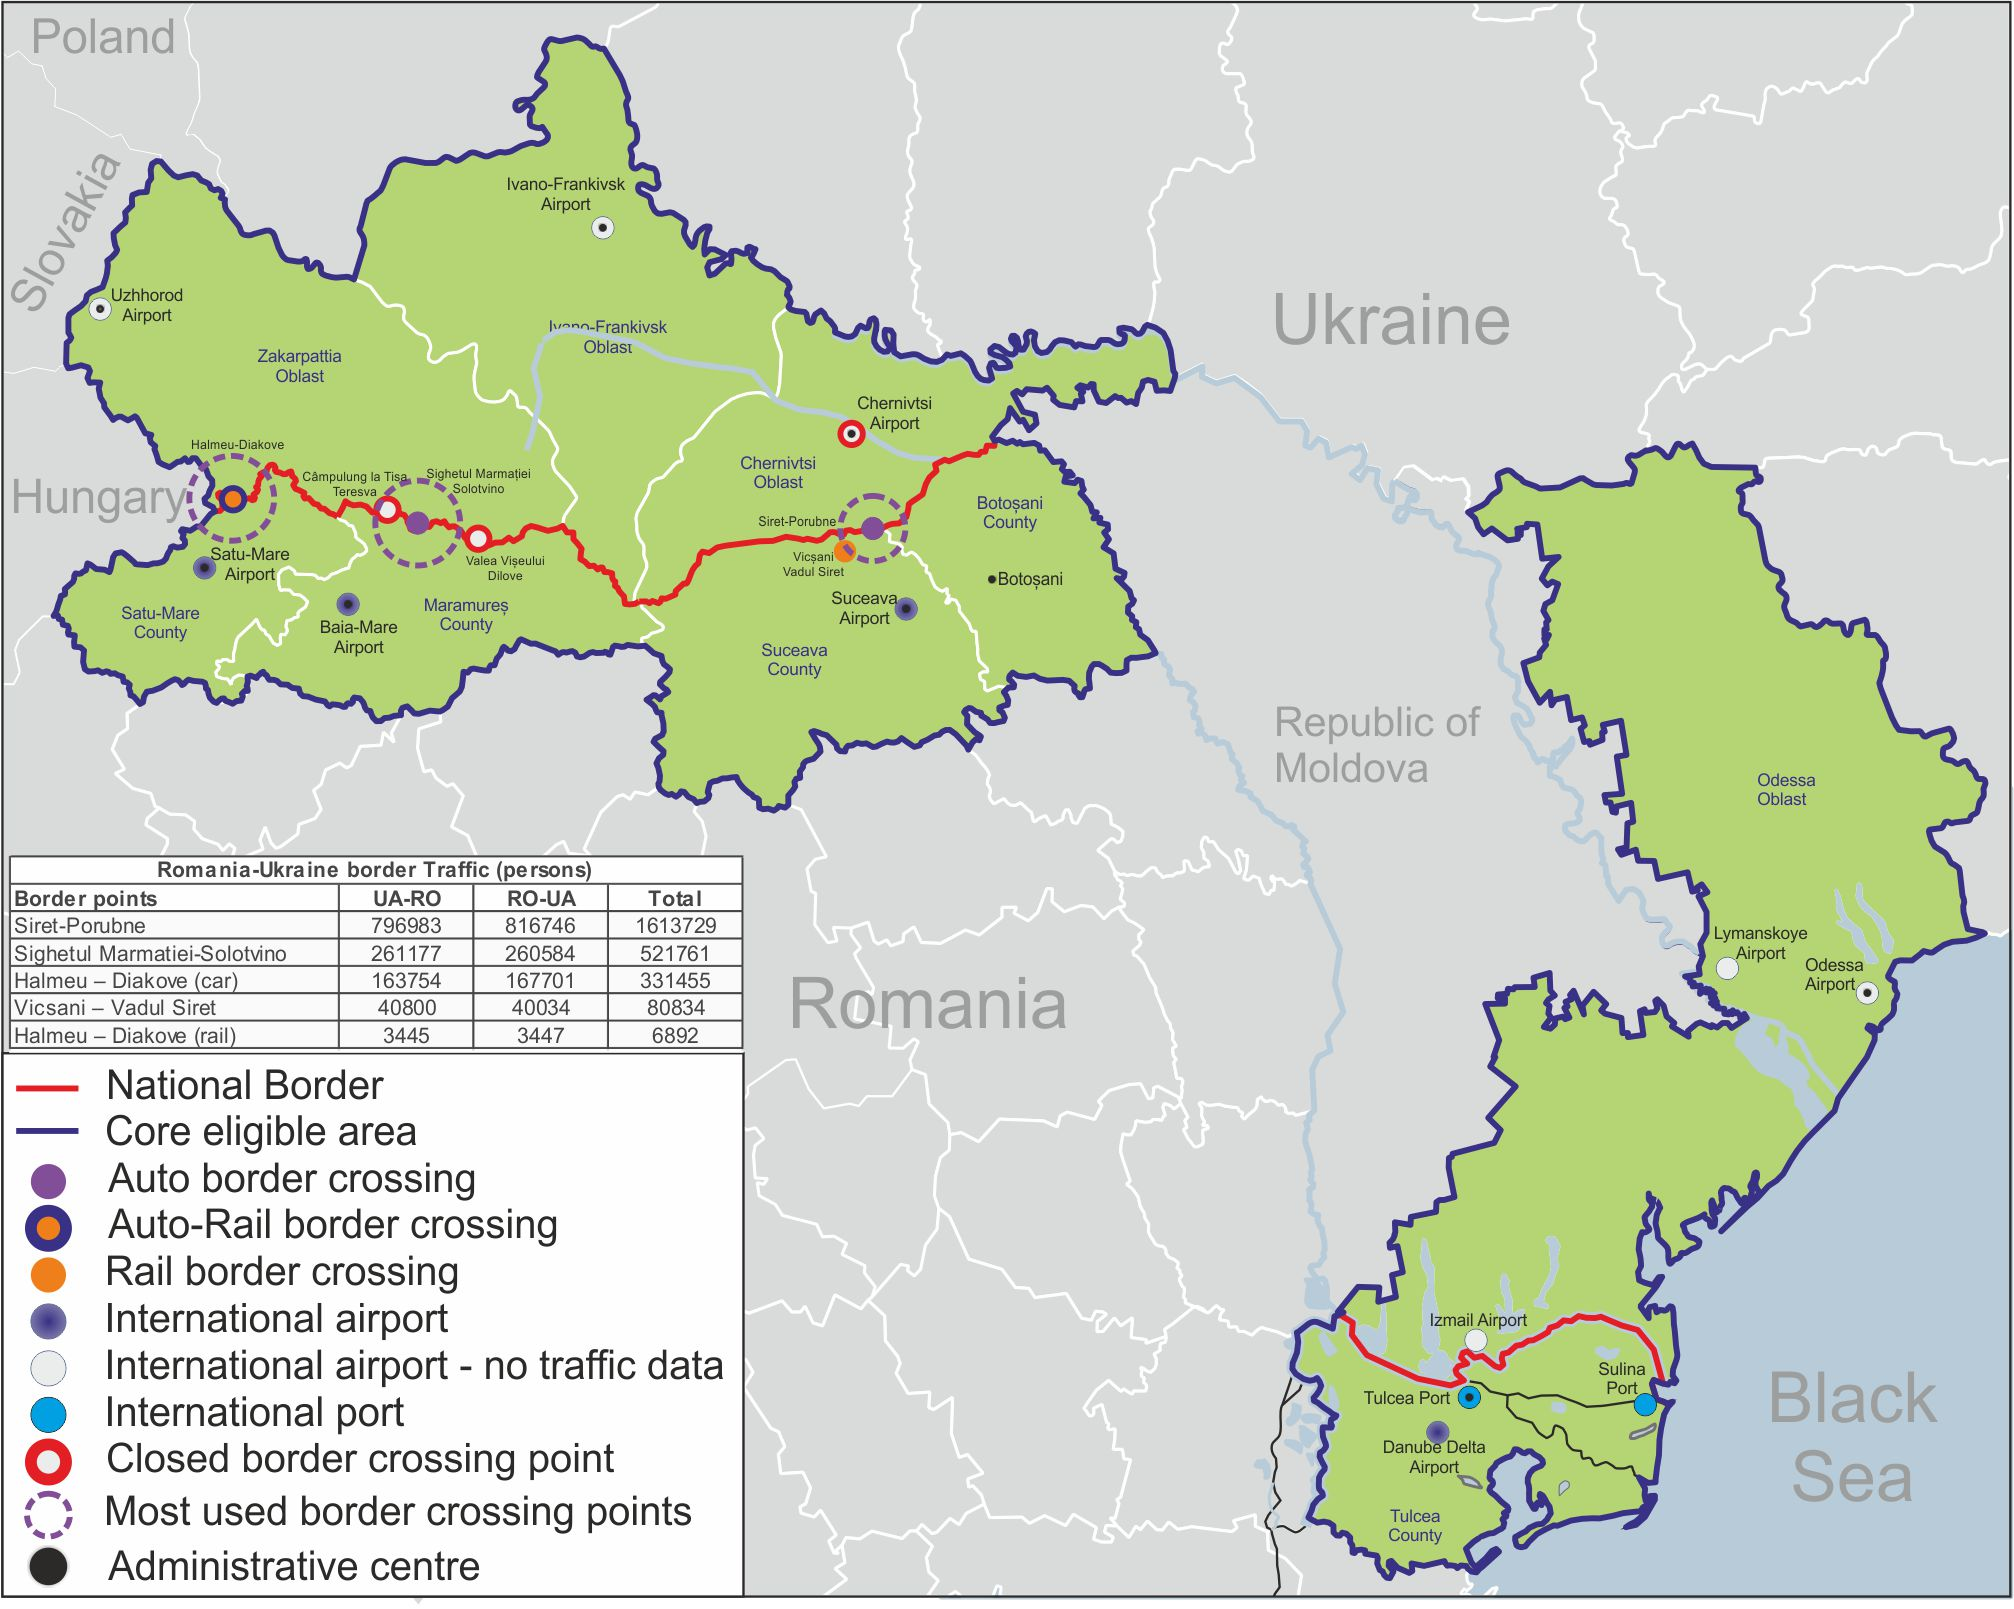 Poland
Slovakia
Hungary
Ukraine
Republic of
Moldova
Romania
Black
Sea
Ivano-Frankivsk
Airport
Uzhhorod
Airport
Zakarpattia
Oblast
Ivano-Frankivsk
Oblast
Chernivtsi
Airport
Chernivtsi
Oblast
Halmeu-Diakove
Câmpulung la Tisa
Teresva
Sighetul Marmației
Solotvino
Valea Vișeului
Dilove
Siret-Porubne
Vicșani
Vadul Siret
Botoșani
County
Botoșani
Satu-Mare
Airport
Satu-Mare
County
Baia-Mare
Airport
Maramureș
County
Suceava
Airport
Suceava
County
Odessa
Oblast
Lymanskoye
Airport
Odessa
Airport
Izmail Airport
Sulina
Port
Tulcea Port
Danube Delta
Airport
Tulcea
County
Romania-Ukraine border Traffic (persons)
Border points UA-RO RO-UA Total
Siret-Porubne 796983 816746 1613729
Sighetul Marmatiei-Solotvino 261177 260584 521761
Halmeu – Diakove (car) 163754 167701 331455
Vicsani – Vadul Siret 40800 40034 80834
Halmeu – Diakove (rail) 3445 3447 6892
National Border
Core eligible area
Auto border crossing
Auto-Rail border crossing
Rail border crossing
International airport
International airport - no traffic data
International port
Closed border crossing point
Most used border crossing points
Administrative centre